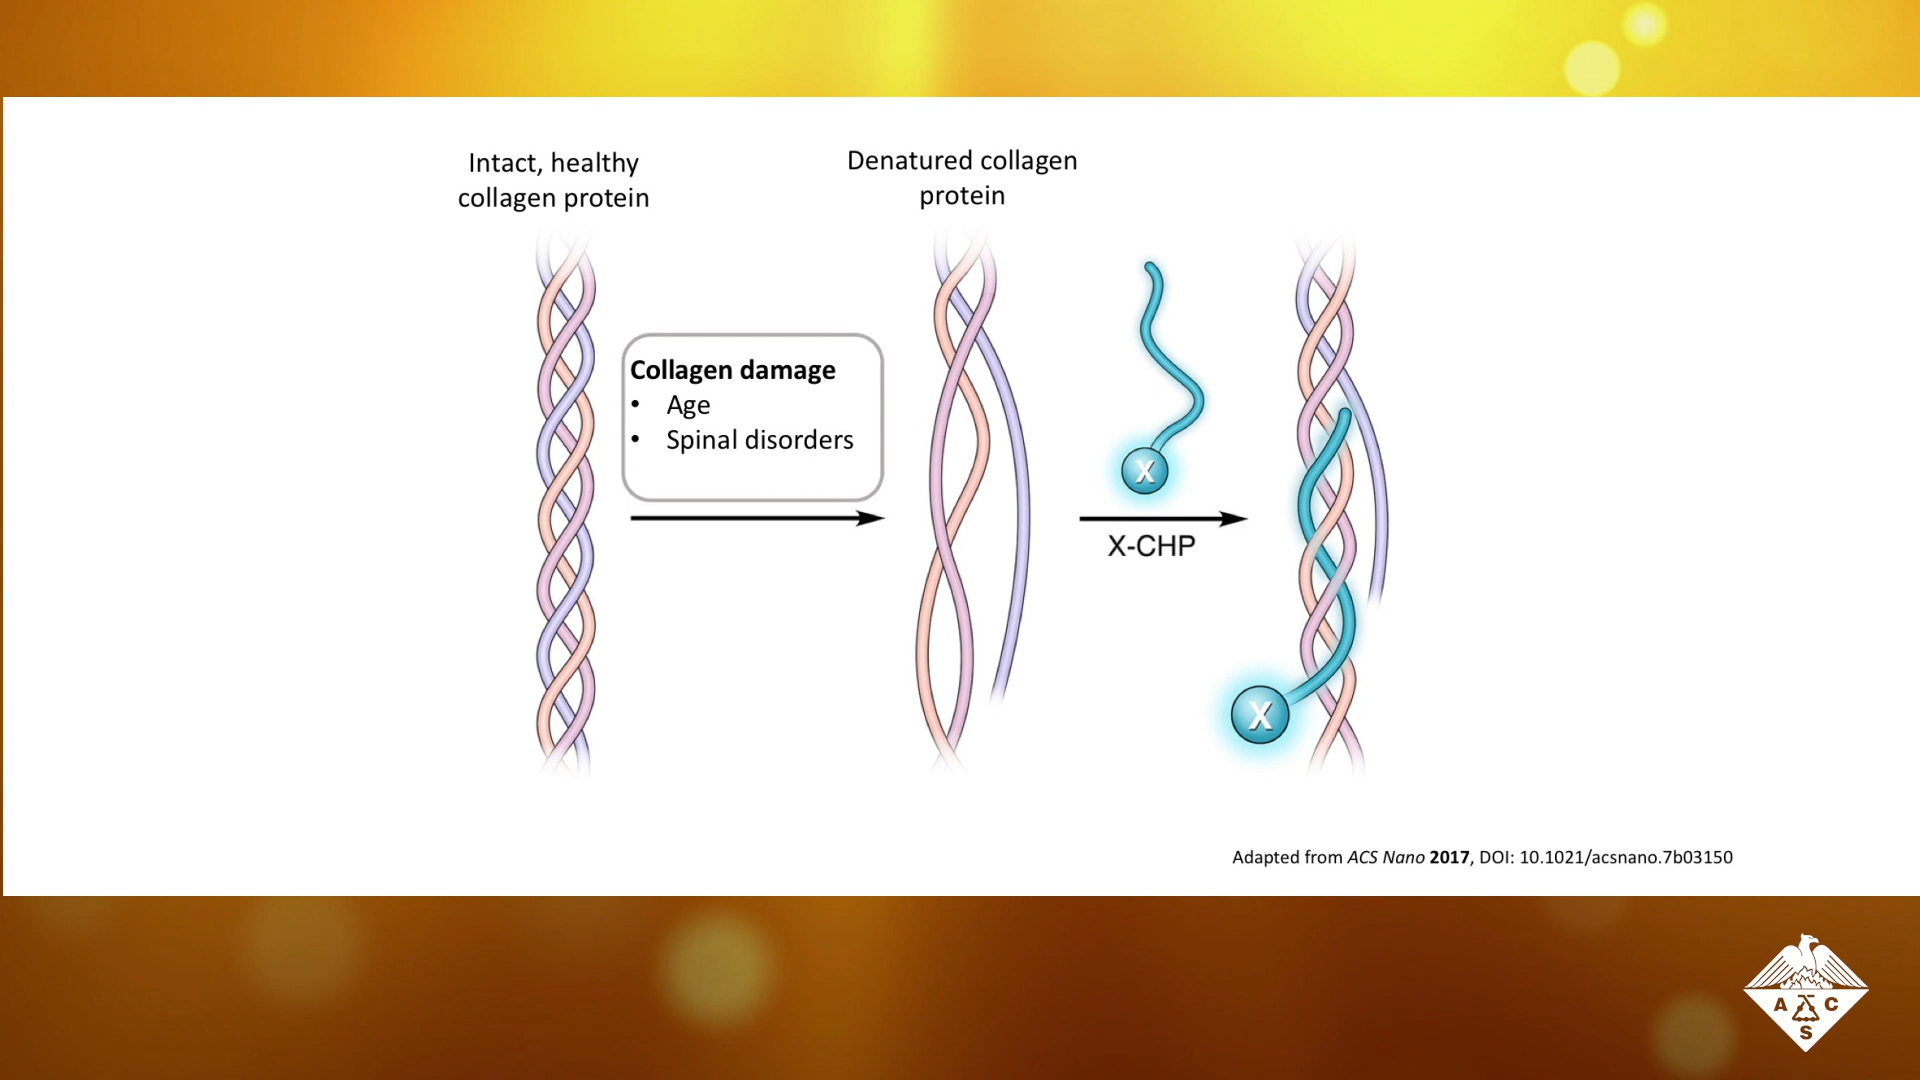 Intact, healthy
collagen protein
Denatured collagen
protein
Collagen damage
• Age
• Spinal disorders
X
X-CHP
X
Adapted from ACS Nano 2017, DOI: 10.1021/acsnano.7b03150
A C
S